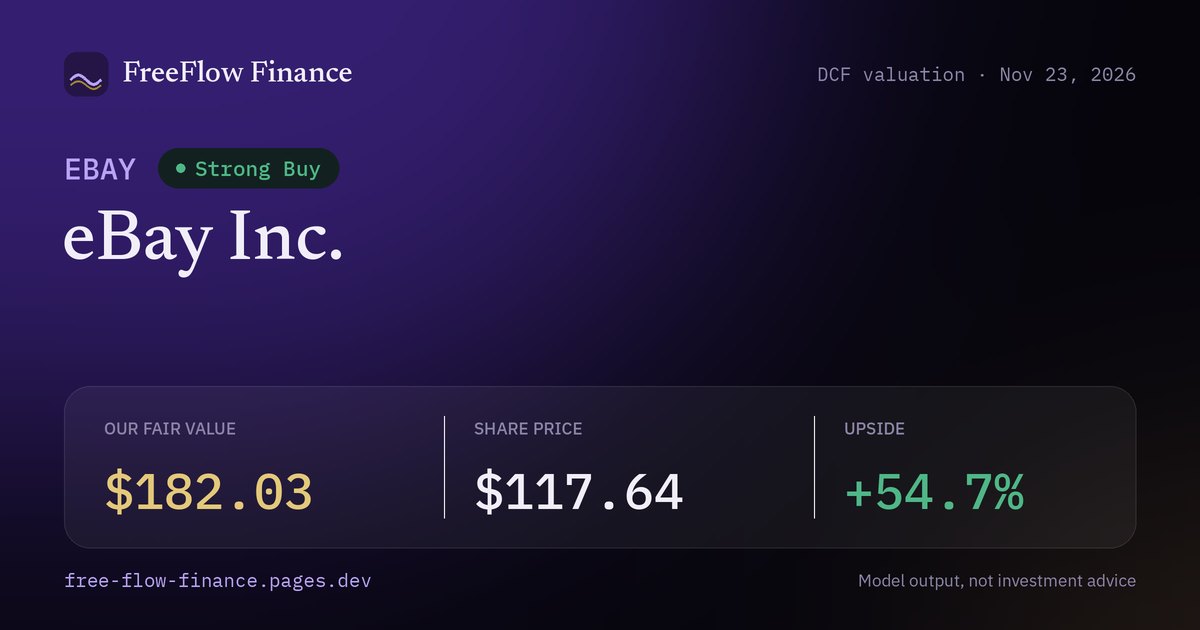 FreeFlow Finance
DCF valuation · Nov 23, 2026
EBAY
Strong Buy
eBay Inc.
OUR FAIR VALUE
$182.03
SHARE PRICE
$117.64
UPSIDE
+54.7%
free-flow-finance.pages.dev
Model output, not investment advice